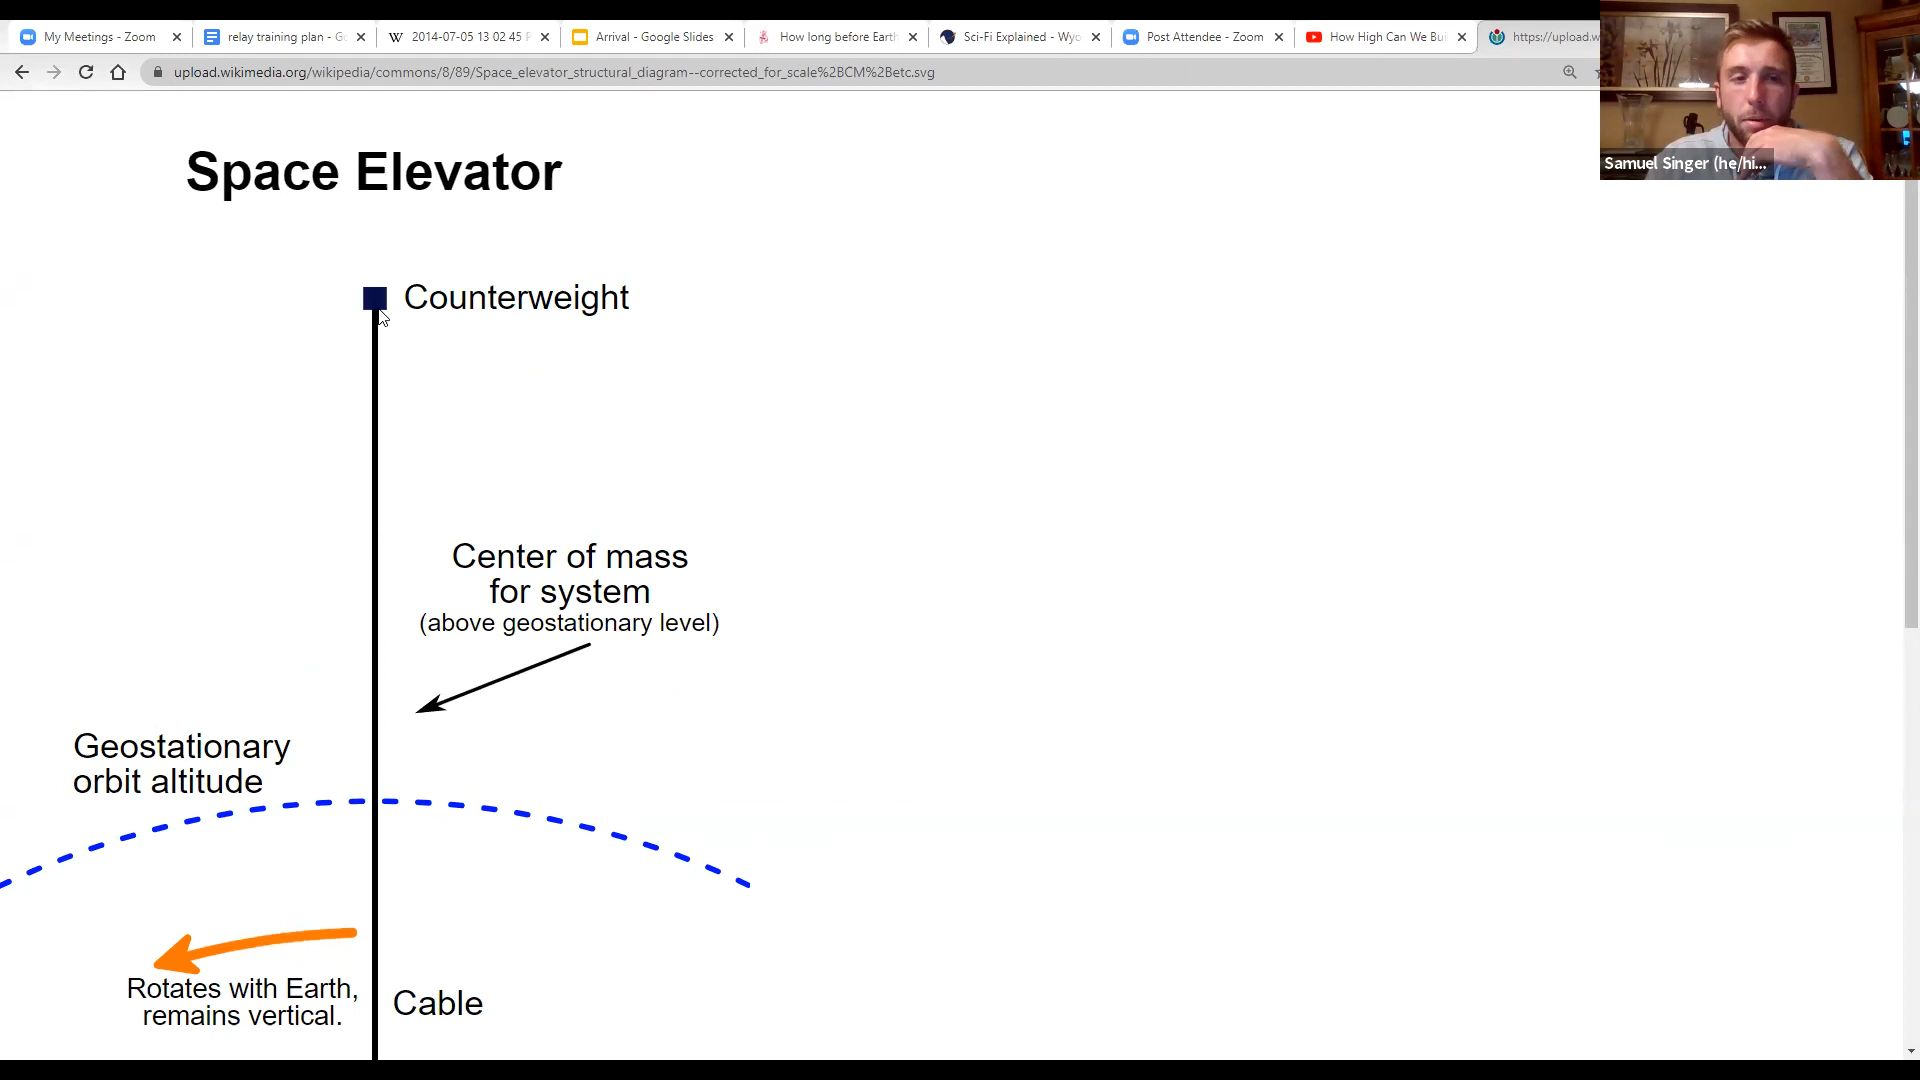 My Meetings - Zoom
relay training plan - Go
2014-07-05 13 02 45 P
Arrival - Google Slides
How long before Earth
Sci-Fi Explained - Wyo
Post Attendee - Zoom
How High Can We Bui
https://upload.w
upload.wikimedia.org/wikipedia/commons/8/89/Space_elevator_structural_diagram--corrected_for_scale%2BCM%2Betc.svg
Samuel Singer (he/hi...
Space Elevator
Counterweight
Center of mass
for system
(above geostationary level)
Geostationary
orbit altitude
Rotates with Earth,
remains vertical.
Cable